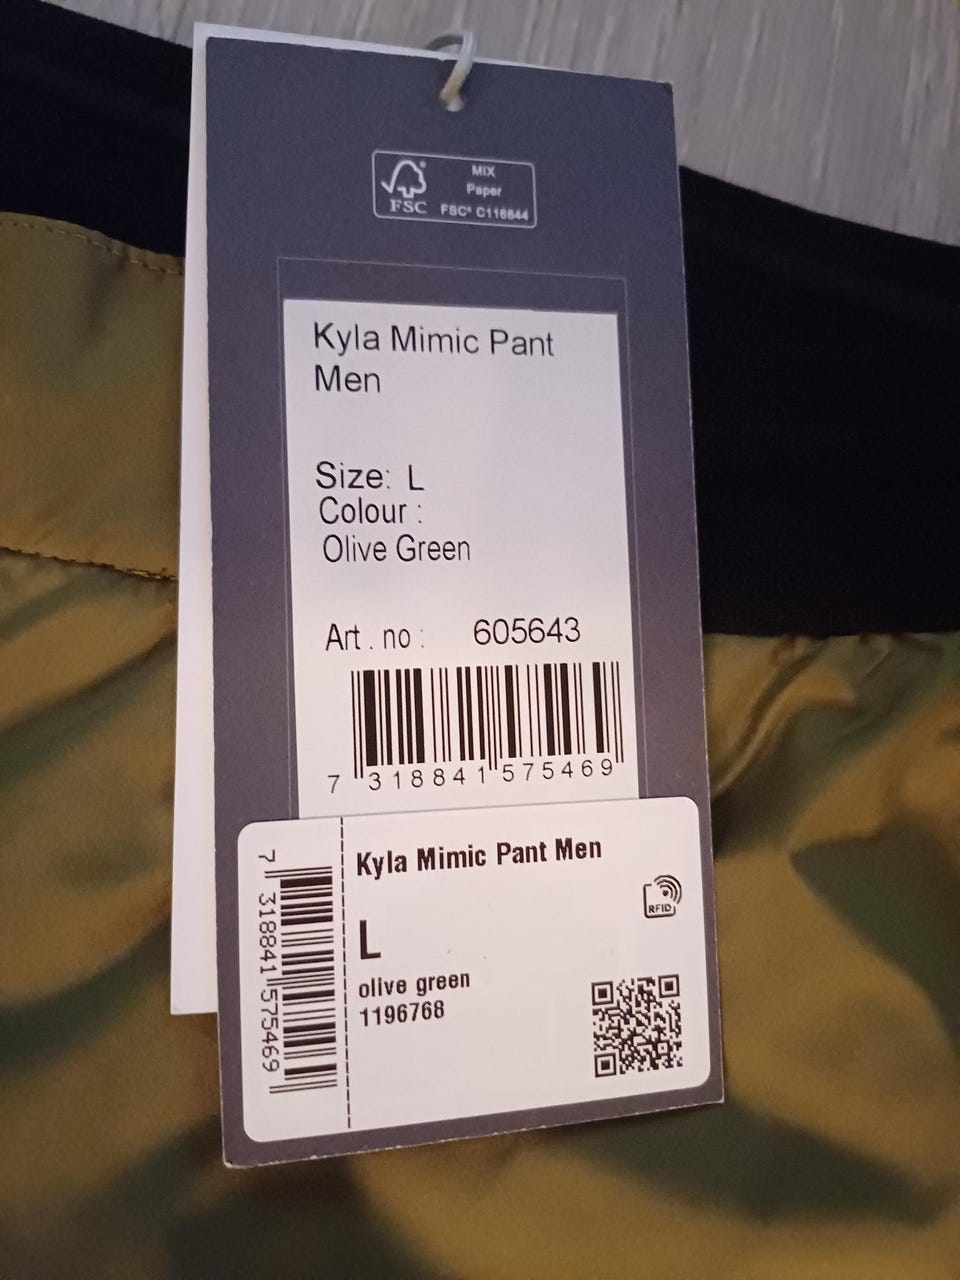 FSC®
MIX
Paper
FSC® C116844
Kyla Mimic Pant
Men
Size: L
Colour :
Olive Green
Art . no : 605643
7 318841 575469
Kyla Mimic Pant Men
L
olive green
1196768
RFID
7 318841 575469